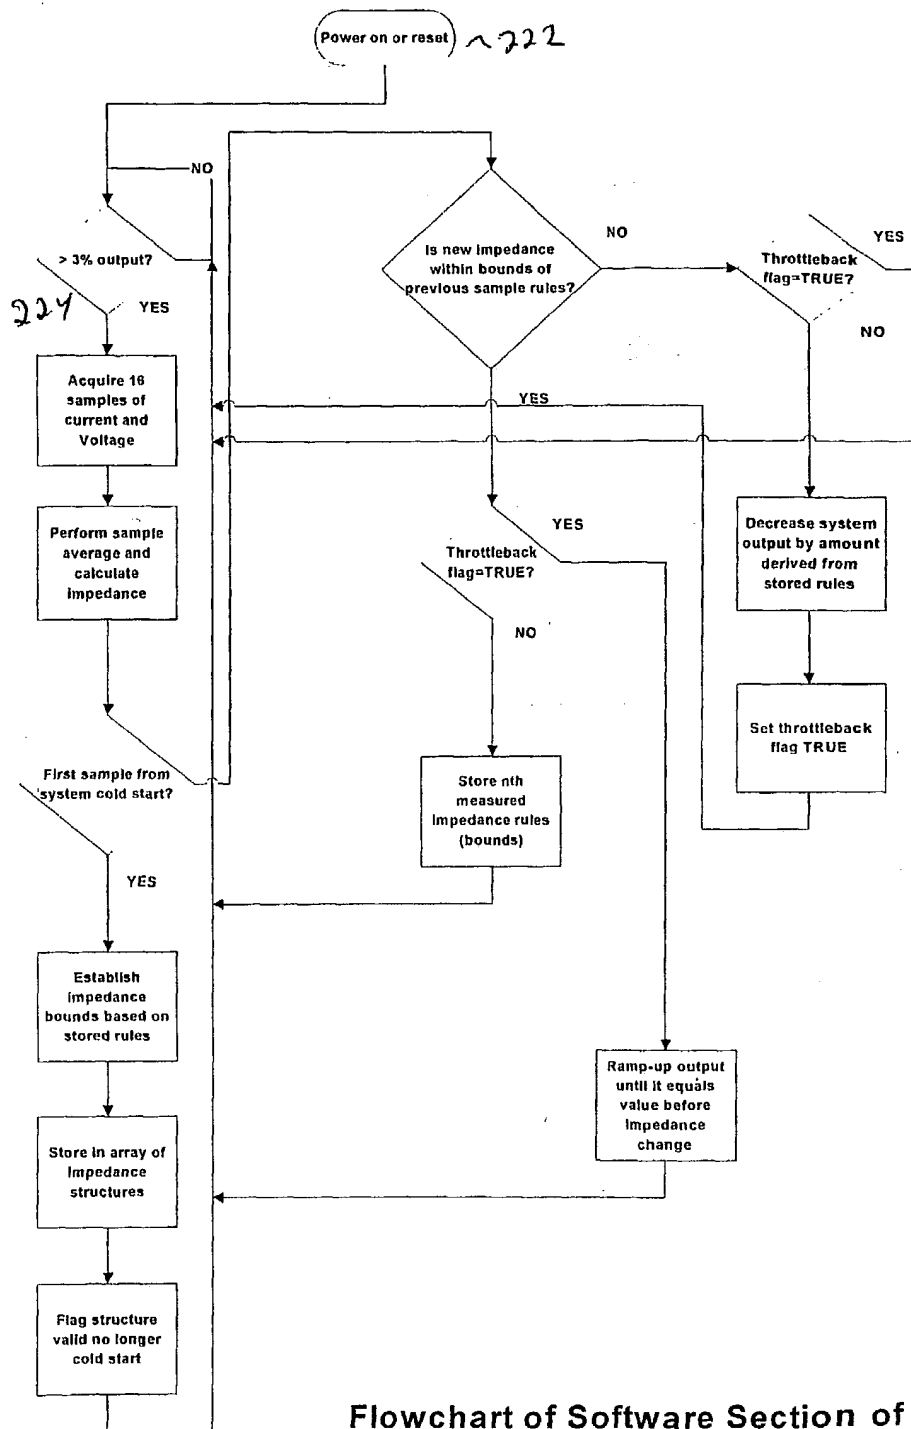 Power on or reset
222
NO
> 3% output?
224
YES
Acquire 16
samples of
current and
Voltage
Perform sample
average and
calculate
impedance
First sample from
system cold start?
YES
Establish
impedance
bounds based on
stored rules
Store in array of
impedance
structures
Flag structure
valid no longer
cold start
Is new impedance
within bounds of
previous sample rules?
NO
YES
Throttleback
flag=TRUE?
YES
NO
Store nth
measured
impedance rules
(bounds)
Ramp-up output
until it equals
value before
impedance
change
Throttleback
flag=TRUE?
YES
NO
Decrease system
output by amount
derived from
stored rules
Set throttleback
flag TRUE
Flowchart of Software Section of